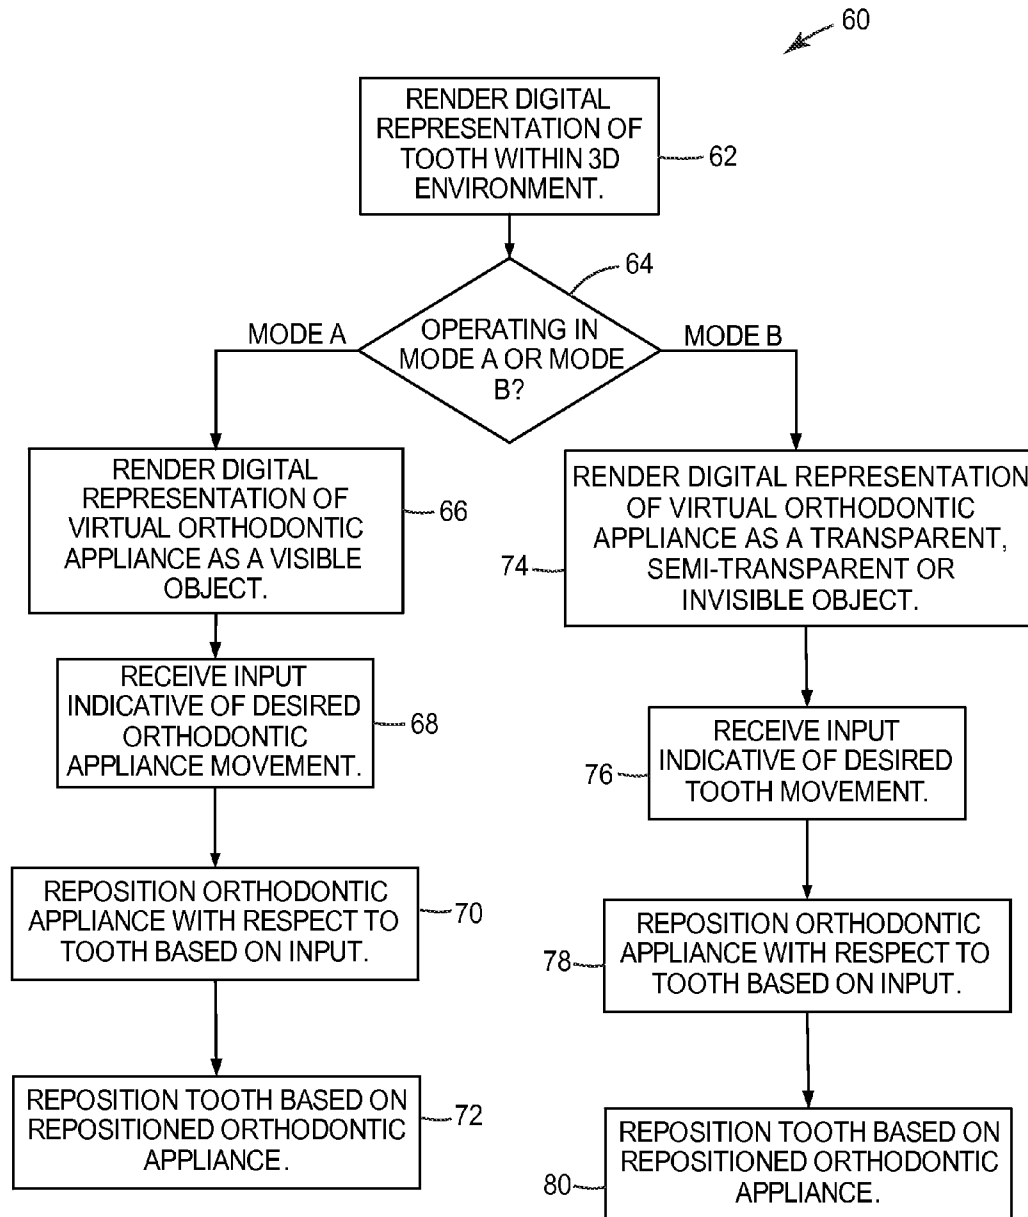 60
RENDER DIGITAL
REPRESENTATION OF
TOOTH WITHIN 3D
ENVIRONMENT.
62
64
OPERATING IN
MODE A OR MODE
B?
MODE A
MODE B
RENDER DIGITAL
REPRESENTATION OF
VIRTUAL ORTHODONTIC
APPLIANCE AS A VISIBLE
OBJECT.
66
RECEIVE INPUT
INDICATIVE OF DESIRED
ORTHODONTIC
APPLIANCE MOVEMENT.
68
REPOSITION ORTHODONTIC
APPLIANCE WITH RESPECT TO
TOOTH BASED ON INPUT.
70
REPOSITION TOOTH BASED ON
REPOSITIONED ORTHODONTIC
APPLIANCE.
72
RENDER DIGITAL REPRESENTATION
OF VIRTUAL ORTHODONTIC
APPLIANCE AS A TRANSPARENT,
SEMI-TRANSPARENT OR
INVISIBLE OBJECT.
74
RECEIVE INPUT
INDICATIVE OF DESIRED
TOOTH MOVEMENT.
76
REPOSITION ORTHODONTIC
APPLIANCE WITH RESPECT TO
TOOTH BASED ON INPUT.
78
REPOSITION TOOTH BASED ON
REPOSITIONED ORTHODONTIC
APPLIANCE.
80